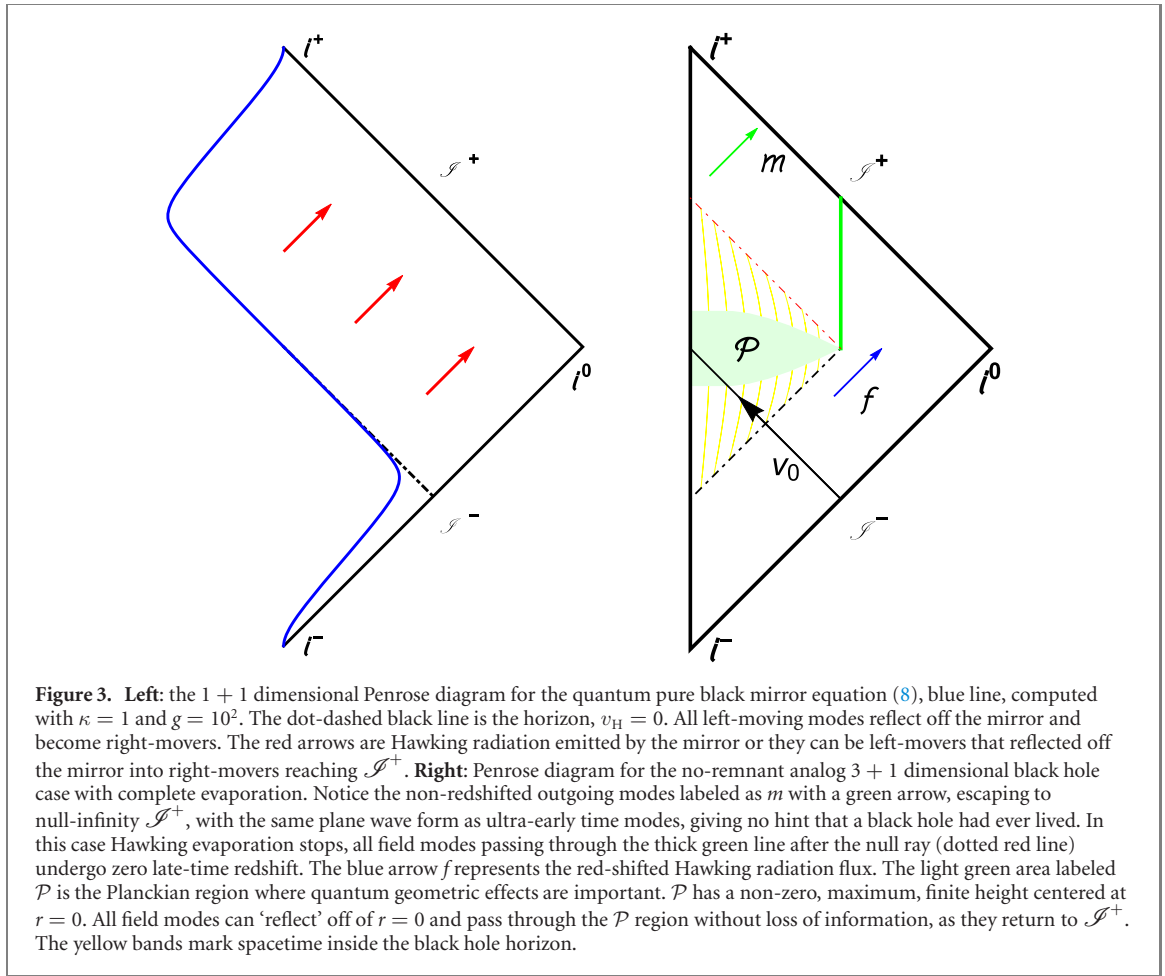 i⁺
ℐ⁺
i⁰
ℐ⁻
i⁻
i⁺
m
ℐ⁺
𝒫
f
i⁰
v₀
ℐ⁻
i⁻
Figure 3. Left: the 1 + 1 dimensional Penrose diagram for the quantum pure black mirror equation (8), blue line, computed
with κ = 1 and g = 10². The dot-dashed black line is the horizon, v_H = 0. All left-moving modes reflect off the mirror and
become right-movers. The red arrows are Hawking radiation emitted by the mirror or they can be left-movers that reflected off
the mirror into right-movers reaching ℐ⁺. Right: Penrose diagram for the no-remnant analog 3 + 1 dimensional black hole
case with complete evaporation. Notice the non-redshifted outgoing modes labeled as m with a green arrow, escaping to
null-infinity ℐ⁺, with the same plane wave form as ultra-early time modes, giving no hint that a black hole had ever lived. In
this case Hawking evaporation stops, all field modes passing through the thick green line after the null ray (dotted red line)
undergo zero late-time redshift. The blue arrow f represents the red-shifted Hawking radiation flux. The light green area labeled
𝒫 is the Planckian region where quantum geometric effects are important. 𝒫 has a non-zero, maximum, finite height centered at
r = 0. All field modes can ‘reflect’ off of r = 0 and pass through the 𝒫 region without loss of information, as they return to ℐ⁺.
The yellow bands mark spacetime inside the black hole horizon.